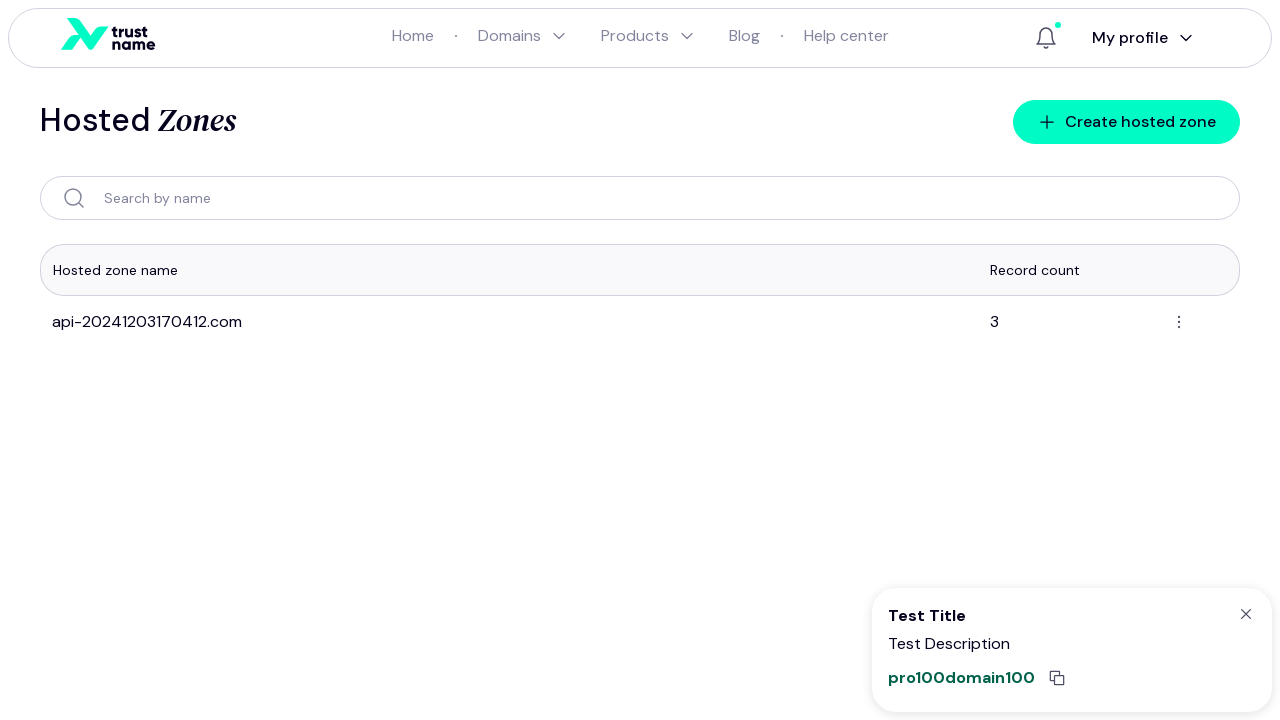 trust
name
Home · Domains Products Blog · Help center
My profile
Hosted Zones
Create hosted zone
Search by name
Hosted zone name Record count
api-20241203170412.com 3
Test Title
Test Description
pro100domain100